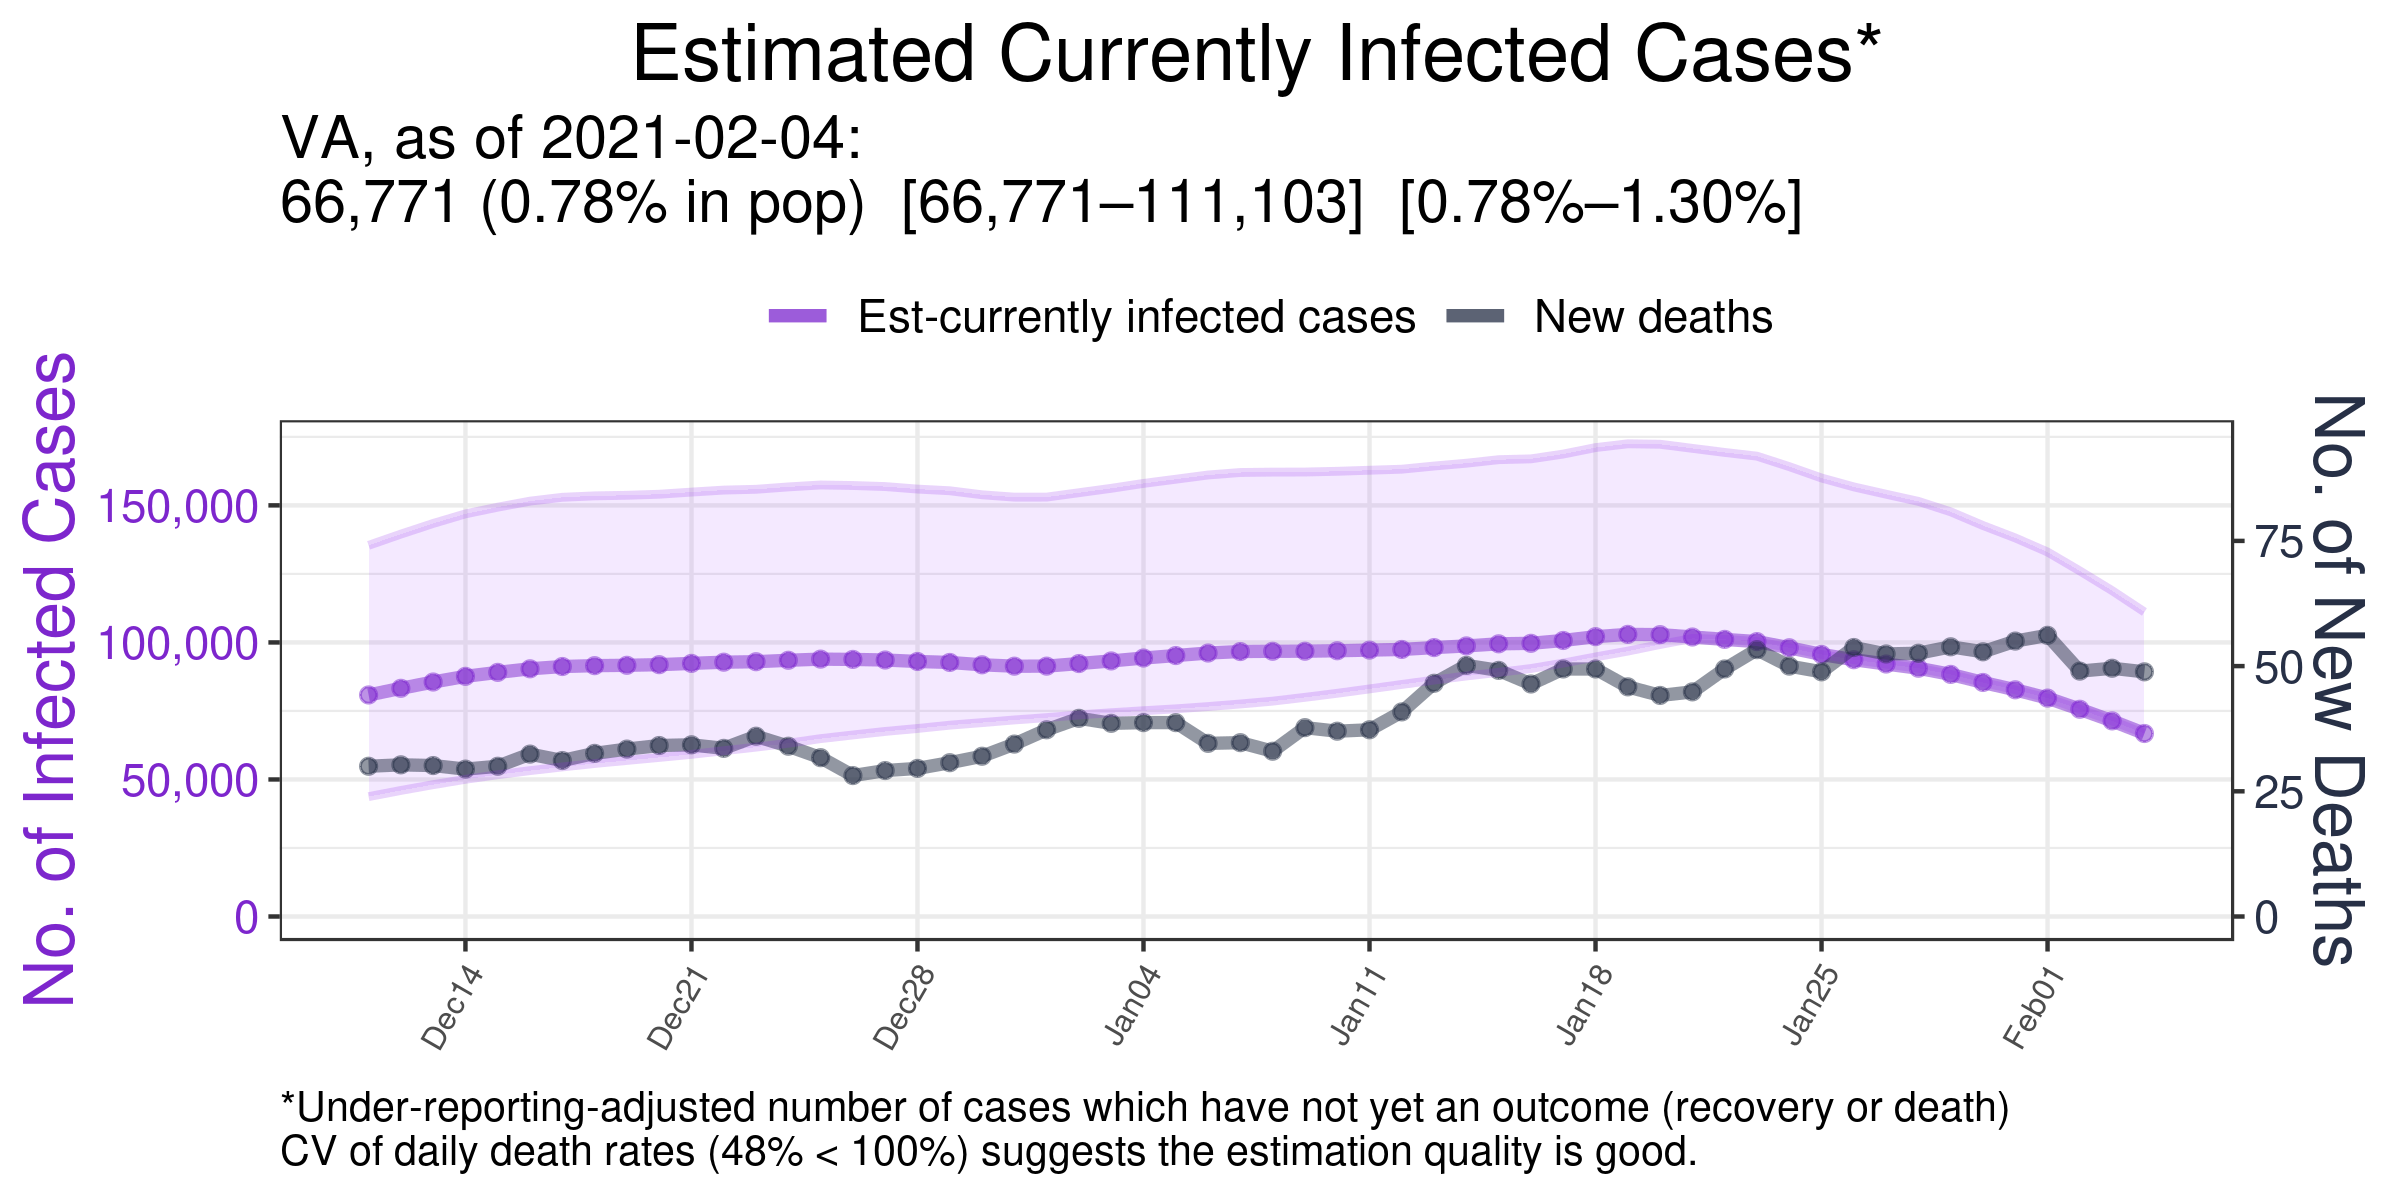 Estimated Currently Infected Cases*
VA, as of 2021-02-04:
66,771 (0.78% in pop)  [66,771–111,103]  [0.78%–1.30%]
Est-currently infected cases
New deaths
No. of Infected Cases
150,000
100,000
50,000
0
75
50
25
0
No. of New Deaths
Dec14
Dec21
Dec28
Jan04
Jan11
Jan18
Jan25
Feb01
*Under-reporting-adjusted number of cases which have not yet an outcome (recovery or death)
CV of daily death rates (48% < 100%) suggests the estimation quality is good.